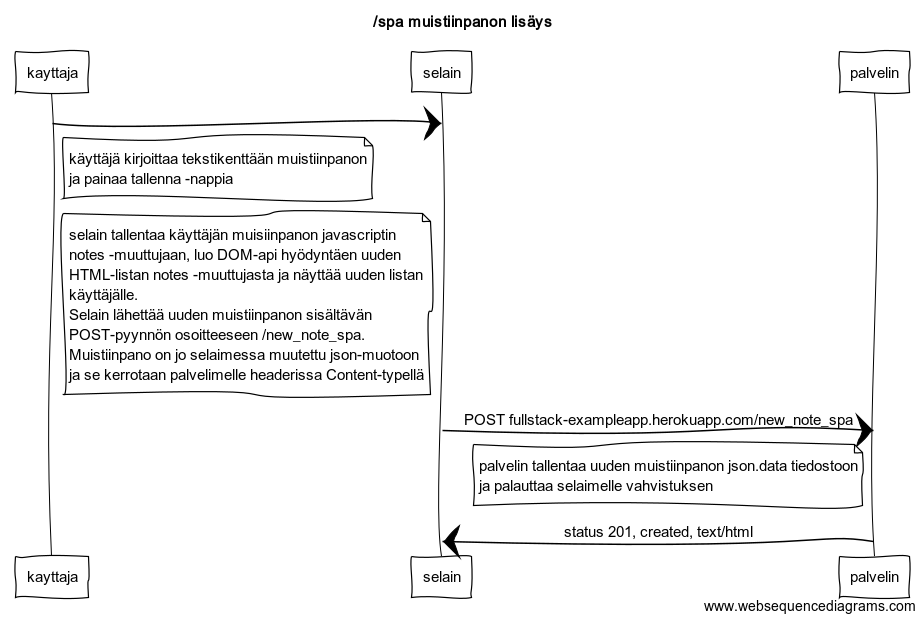 /spa muistiinpanon lisäys
kayttaja
selain
palvelin
käyttäjä kirjoittaa tekstikenttään muistiinpanon
ja painaa tallenna -nappia
selain tallentaa käyttäjän muisiinpanon javascriptin
notes -muuttujaan, luo DOM-api hyödyntäen uuden
HTML-listan notes -muuttujasta ja näyttää uuden listan
käyttäjälle.
Selain lähettää uuden muistiinpanon sisältävän
POST-pyynnön osoitteeseen /new_note_spa.
Muistiinpano on jo selaimessa muutettu json-muotoon
ja se kerrotaan palvelimelle headerissa Content-typellä
POST fullstack-exampleapp.herokuapp.com/new_note_spa
palvelin tallentaa uuden muistiinpanon json.data tiedostoon
ja palauttaa selaimelle vahvistuksen
status 201, created, text/html
kayttaja
selain
palvelin
www.websequencediagrams.com